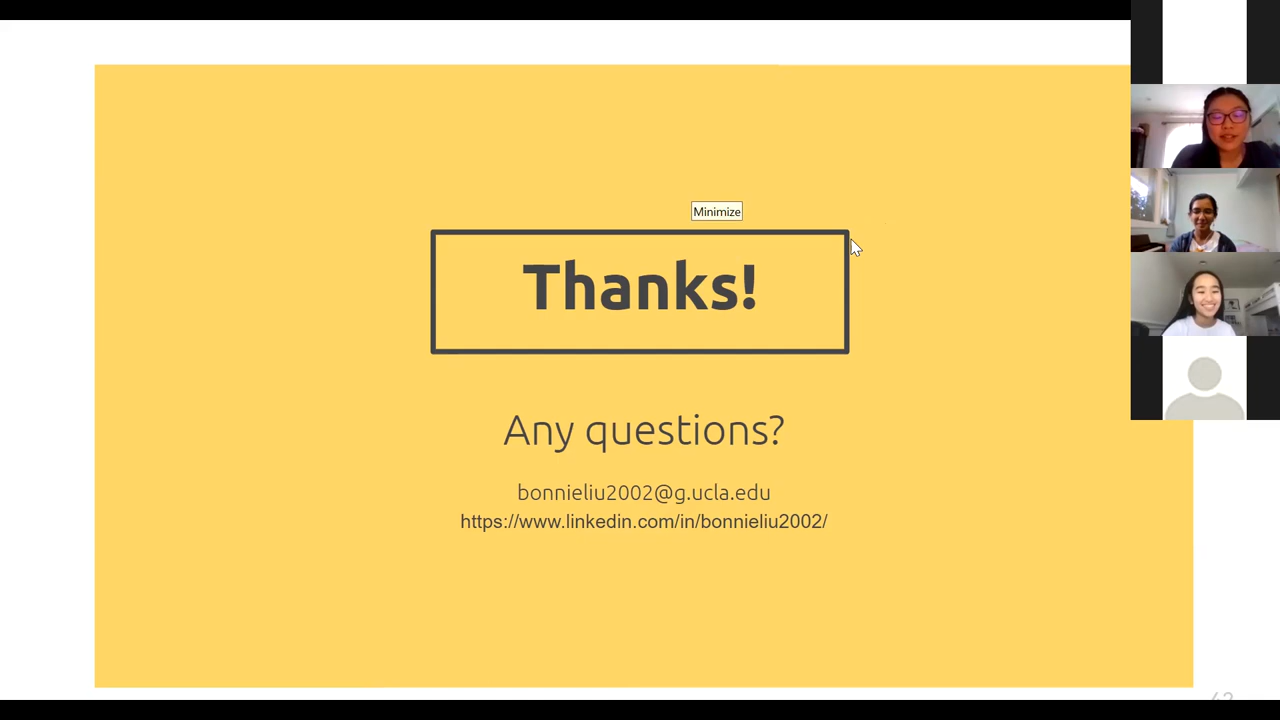 Minimize
Thanks!
Any questions?
bonnieliu2002@g.ucla.edu
https://www.linkedin.com/in/bonnieliu2002/